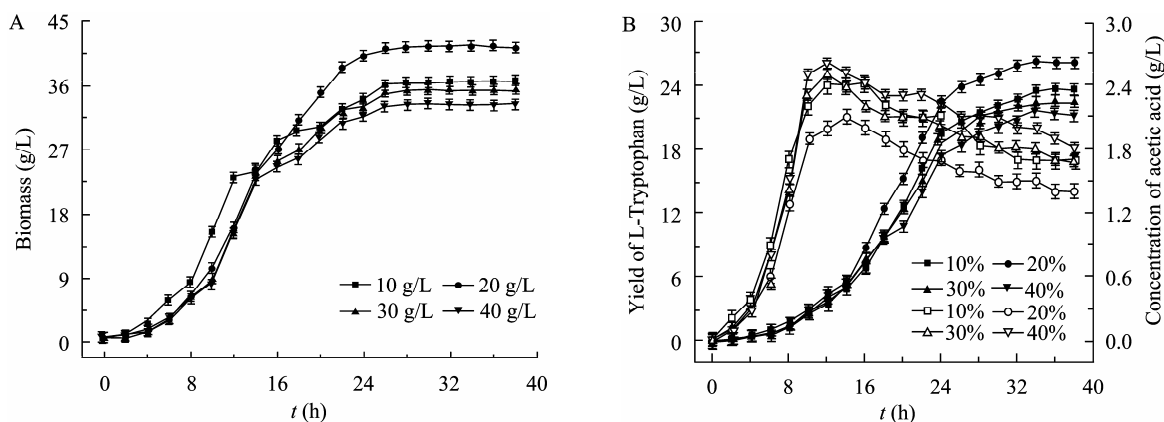 A
45
36
27
18
9
0
Biomass (g/L)
10 g/L 20 g/L
30 g/L 40 g/L
0 8 16 24 32 40
t (h)
B
30
26
24
18
12
6
0
Yield of L-Tryptophan (g/L)
3.0
2.4
1.8
1.2
0.6
0.0
Concentration of acetic acid (g/L)
10% 20%
30% 40%
10% 20%
30% 40%
0 8 16 24 32 40
t (h)